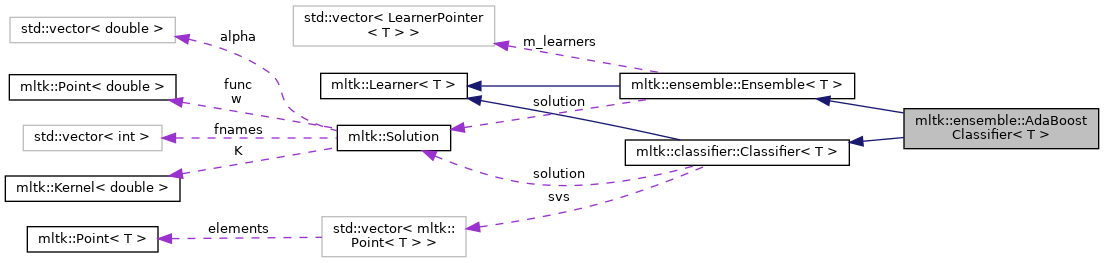 std::vector< double >
mltk::Point< double >
std::vector< int >
mltk::Kernel< double >
mltk::Point< T >
alpha
func
w
fnames
K
elements
std::vector< LearnerPointer
< T > >
mltk::Learner< T >
mltk::Solution
std::vector< mltk::
Point< T > >
m_learners
solution
solution
svs
mltk::ensemble::Ensemble< T >
mltk::classifier::Classifier< T >
mltk::ensemble::AdaBoost
Classifier< T >